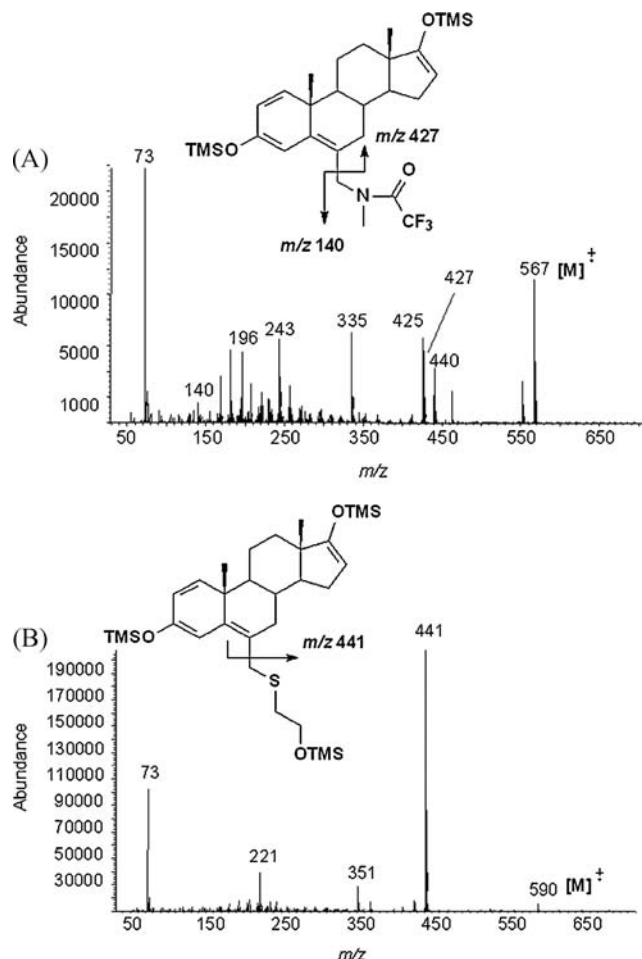 (A)
OTMS
TMSO
m/z 427
m/z 140
N
O
CF3
Abundance
20000
15000
10000
5000
1000
73
140
196
243
335
425
427
440
567 [M]+·
50 150 250 350 450 550 650
m/z
(B)
OTMS
TMSO
m/z 441
S
OTMS
Abundance
190000
170000
150000
130000
110000
90000
70000
50000
30000
73
221
351
441
590 [M]+·
50 150 250 350 450 550 650
m/z